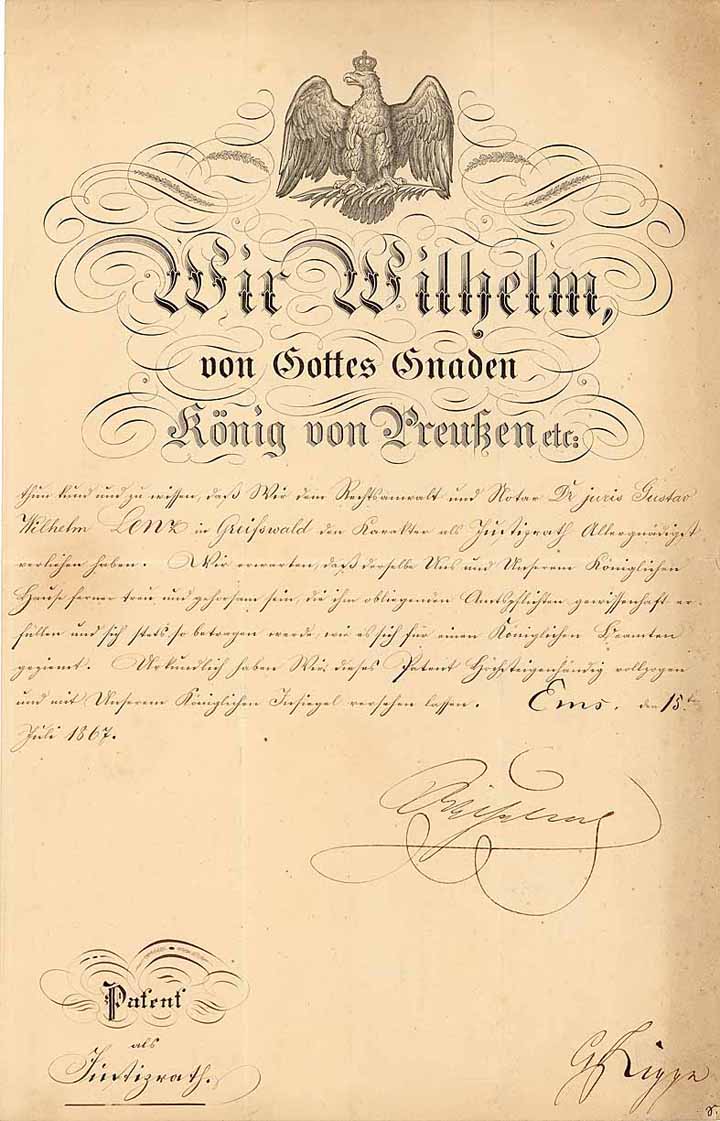 Wir Wilhelm,
von Gottes Gnaden
König von Preußen etc:
thun kund und zu wissen, daß Wir dem Rechtsanwalt und Notar Dr juris Gustav
Wilhelm Lenz in Greifswald den Karakter als Justizrath Allergnädigst
verliehen haben. Wir erwarten, daß derselbe Uns und Unserem Königlichen
Hause ferner treu und gehorsam sein, die ihm obliegenden Amtspflichten gewissenhaft er-
füllen und sich stets so betragen werde, wie es sich für einen Königlichen Beamten
geziemt. Urkundlich haben Wir dieses Patent Höchsteigenhändig vollzogen
und mit Unserem Königlichen Insiegel versehen lassen. Ems, den 15ten
Juli 1867.
Wilhelm
Patent
als
Justizrath.
G Lippe